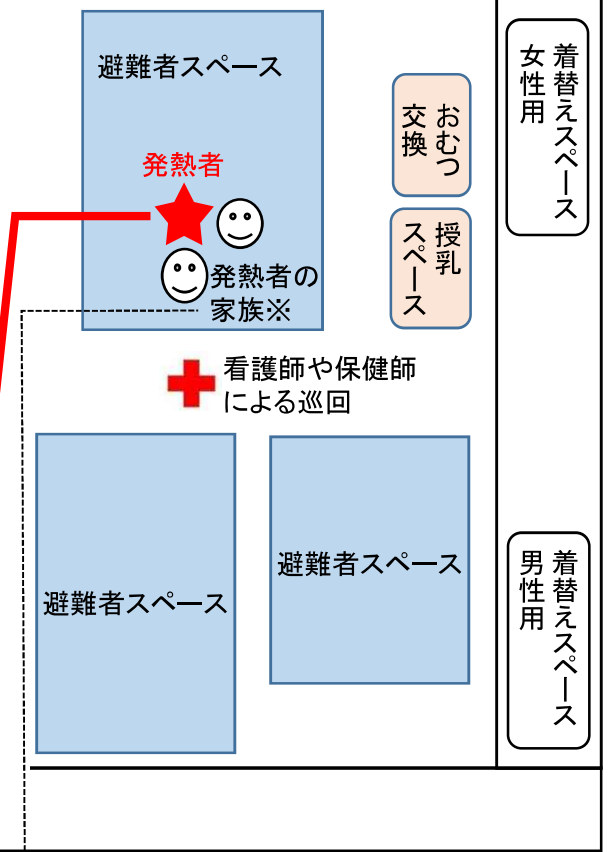 避難者スペース
発熱者
発熱者の
家族※
おむつ
交換
授乳
スペース
着替えスペース
女性用
看護師や保健師
による巡回
避難者スペース
避難者スペース
着替えスペース
男性用